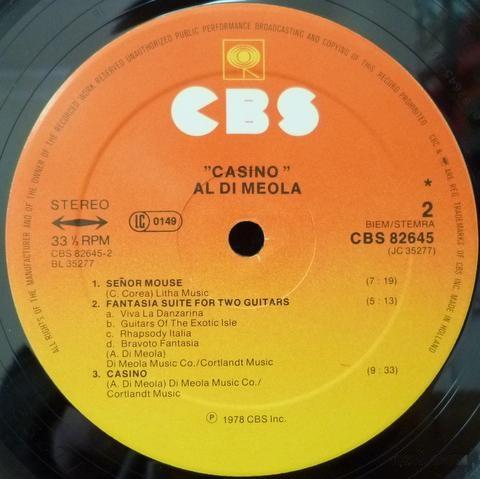 ALL RIGHTS OF THE MANUFACTURER AND OF THE OWNER OF THE RECORDED WORK RESERVED UNAUTHORIZED PUBLIC PERFORMANCE BROADCASTING AND COPYING OF THIS RECORD PROHIBITED
CBC & ARE REG. TRADEMARKS OF CBS INC MADE IN HOLLAND
CBS
"CASINO"
AL DI MEOLA
STEREO
LC 0149
33 ⅓ RPM
CBS 82645-2
BL 35277
*
2
BIEM/STEMRA
CBS 82645
(JC 35277)
1. SEÑOR MOUSE (7:19)
(C. Corea) Litha Music
2. FANTASIA SUITE FOR TWO GUITARS (5:13)
a. Viva La Danzarina
b. Guitars Of The Exotic Isle
c. Rhapsody Italia
d. Bravoto Fantasia
(A. Di Meola)
Di Meola Music Co./Cortlandt Music
3. CASINO (9:33)
(A. Di Meola) Di Meola Music Co./
Cortlandt Music
℗ 1978 CBS Inc.